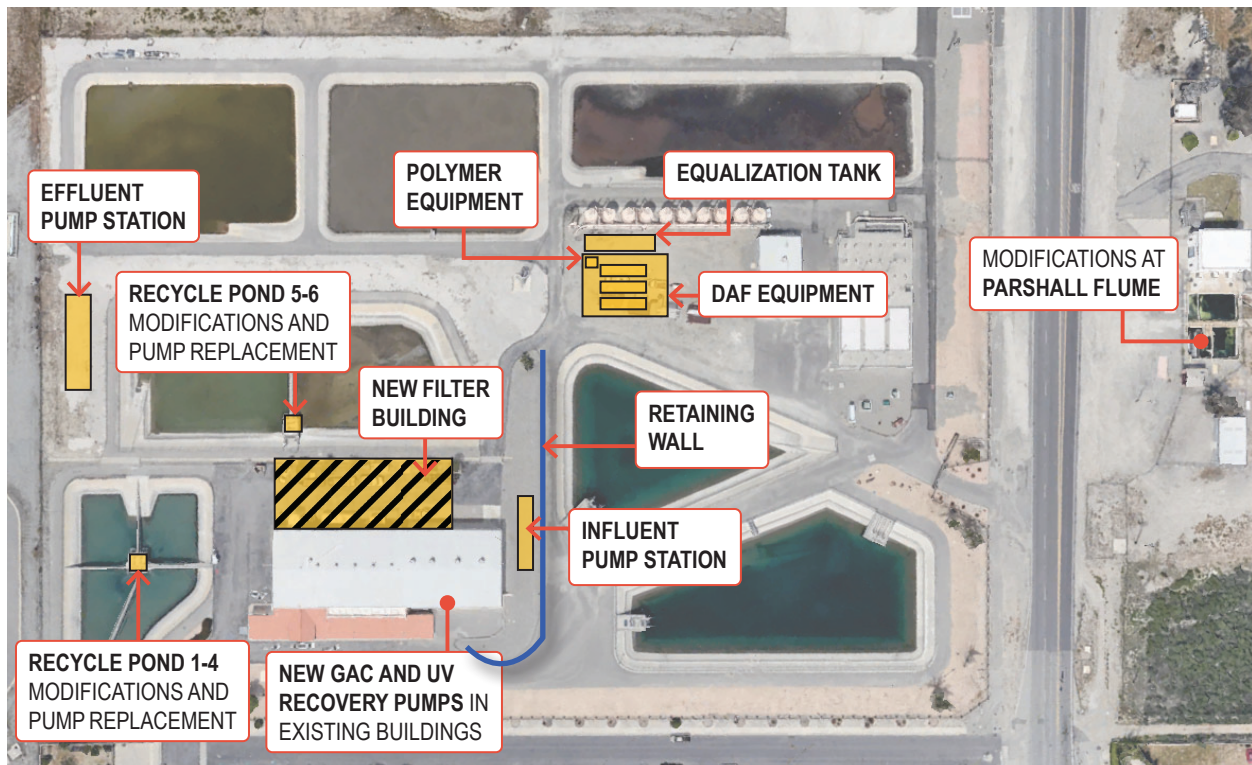 POLYMER
EQUIPMENT
EQUALIZATION TANK
EFFLUENT
PUMP STATION
MODIFICATIONS AT
PARSHALL FLUME
RECYCLE POND 5-6
MODIFICATIONS AND
PUMP REPLACEMENT
DAF EQUIPMENT
NEW FILTER
BUILDING
RETAINING
WALL
INFLUENT
PUMP STATION
RECYCLE POND 1-4
MODIFICATIONS AND
PUMP REPLACEMENT
NEW GAC AND UV
RECOVERY PUMPS IN
EXISTING BUILDINGS